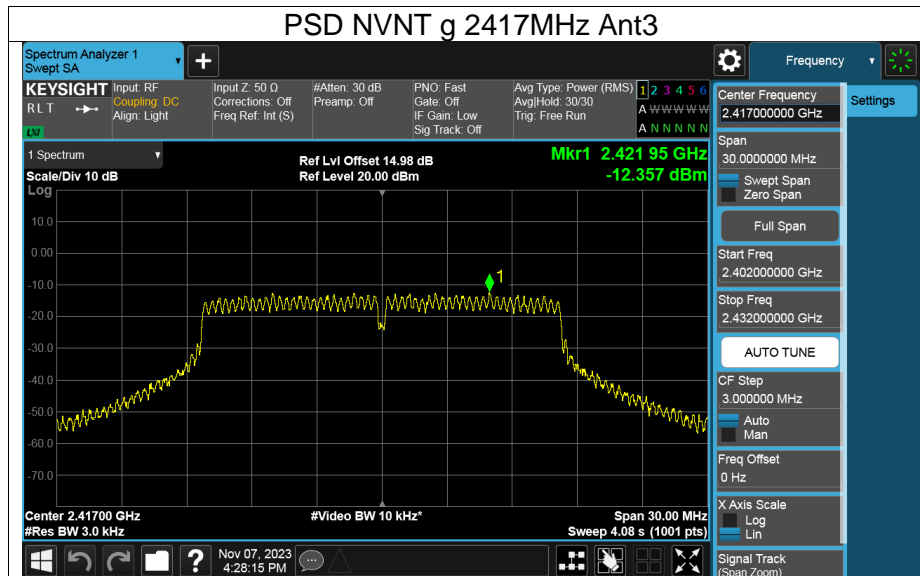 PSD NVNT g 2417MHz Ant3
Spectrum Analyzer 1
Swept SA
+
Frequency
KEYSIGHT
R L T
LXI
Input: RF
Coupling: DC
Align: Light
Input Z: 50 Ω
Corrections: Off
Freq Ref: Int (S)
#Atten: 30 dB
Preamp: Off
PNO: Fast
Gate: Off
IF Gain: Low
Sig Track: Off
Avg Type: Power (RMS)
Avg|Hold: 30/30
Trig: Free Run
1 2 3 4 5 6
A W W W W W
A N N N N N
1 Spectrum
Scale/Div 10 dB
Ref Lvl Offset 14.98 dB
Ref Level 20.00 dBm
Mkr1 2.421 95 GHz
-12.357 dBm
Log
10.0
0.00
-10.0
-20.0
-30.0
-40.0
-50.0
-60.0
-70.0
1
Center 2.41700 GHz
#Res BW 3.0 kHz
#Video BW 10 kHz*
Span 30.00 MHz
Sweep 4.08 s (1001 pts)
?
Nov 07, 2023
4:28:15 PM
Center Frequency
2.417000000 GHz
Settings
Span
30.0000000 MHz
Swept Span
Zero Span
Full Span
Start Freq
2.402000000 GHz
Stop Freq
2.432000000 GHz
AUTO TUNE
CF Step
3.000000 MHz
Auto
Man
Freq Offset
0 Hz
X Axis Scale
Log
Lin
Signal Track
(Span Zoom)